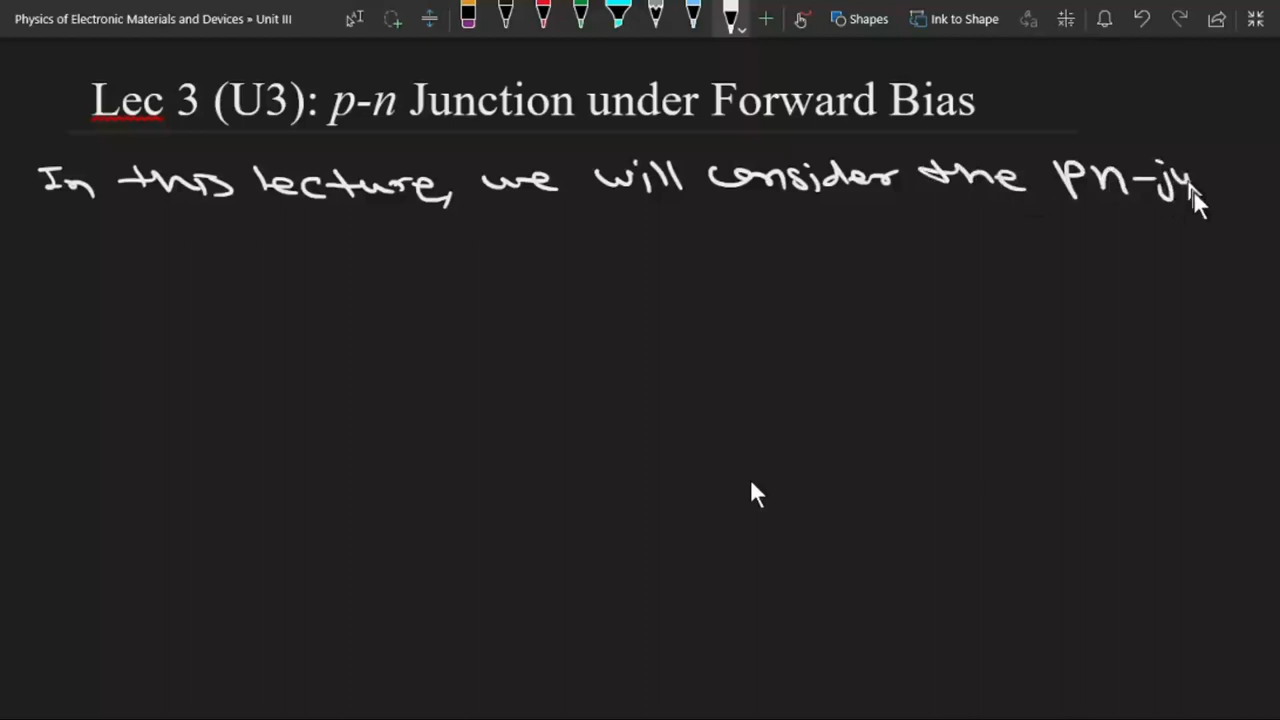 Physics of Electronic Materials and Devices » Unit III
Shapes
Ink to Shape
Lec 3 (U3): p-n Junction under Forward Bias
In this lecture, we will consider the pn-ju